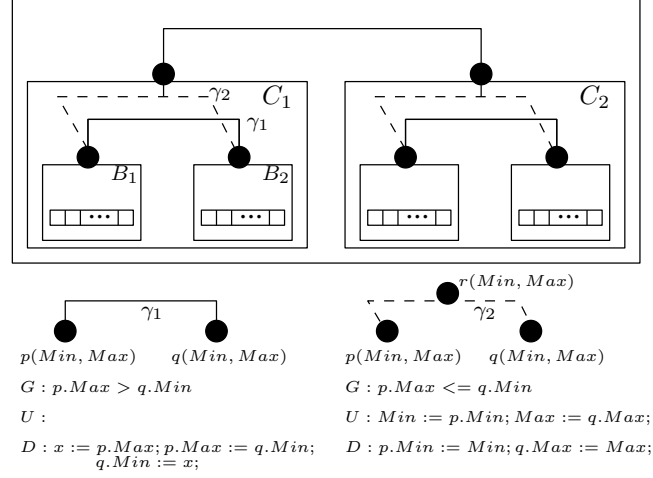 γ2 C1 C2
γ1
B1 B2
••• ••• ••• •••
r(Min, Max)
γ1 γ2
p(Min, Max) q(Min, Max) p(Min, Max) q(Min, Max)
G : p.Max > q.Min
U :
D : x := p.Max; p.Max := q.Min;
q.Min := x;
G : p.Max <= q.Min
U : Min := p.Min; Max := q.Max;
D : p.Min := Min; q.Max := Max;